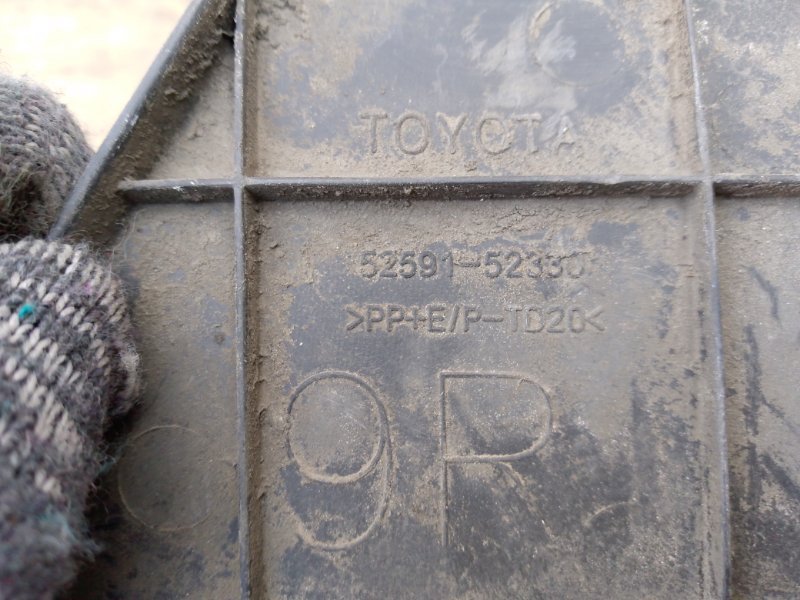 TOYOTA
52591-52330
>PP+E/P-TD20<
9R